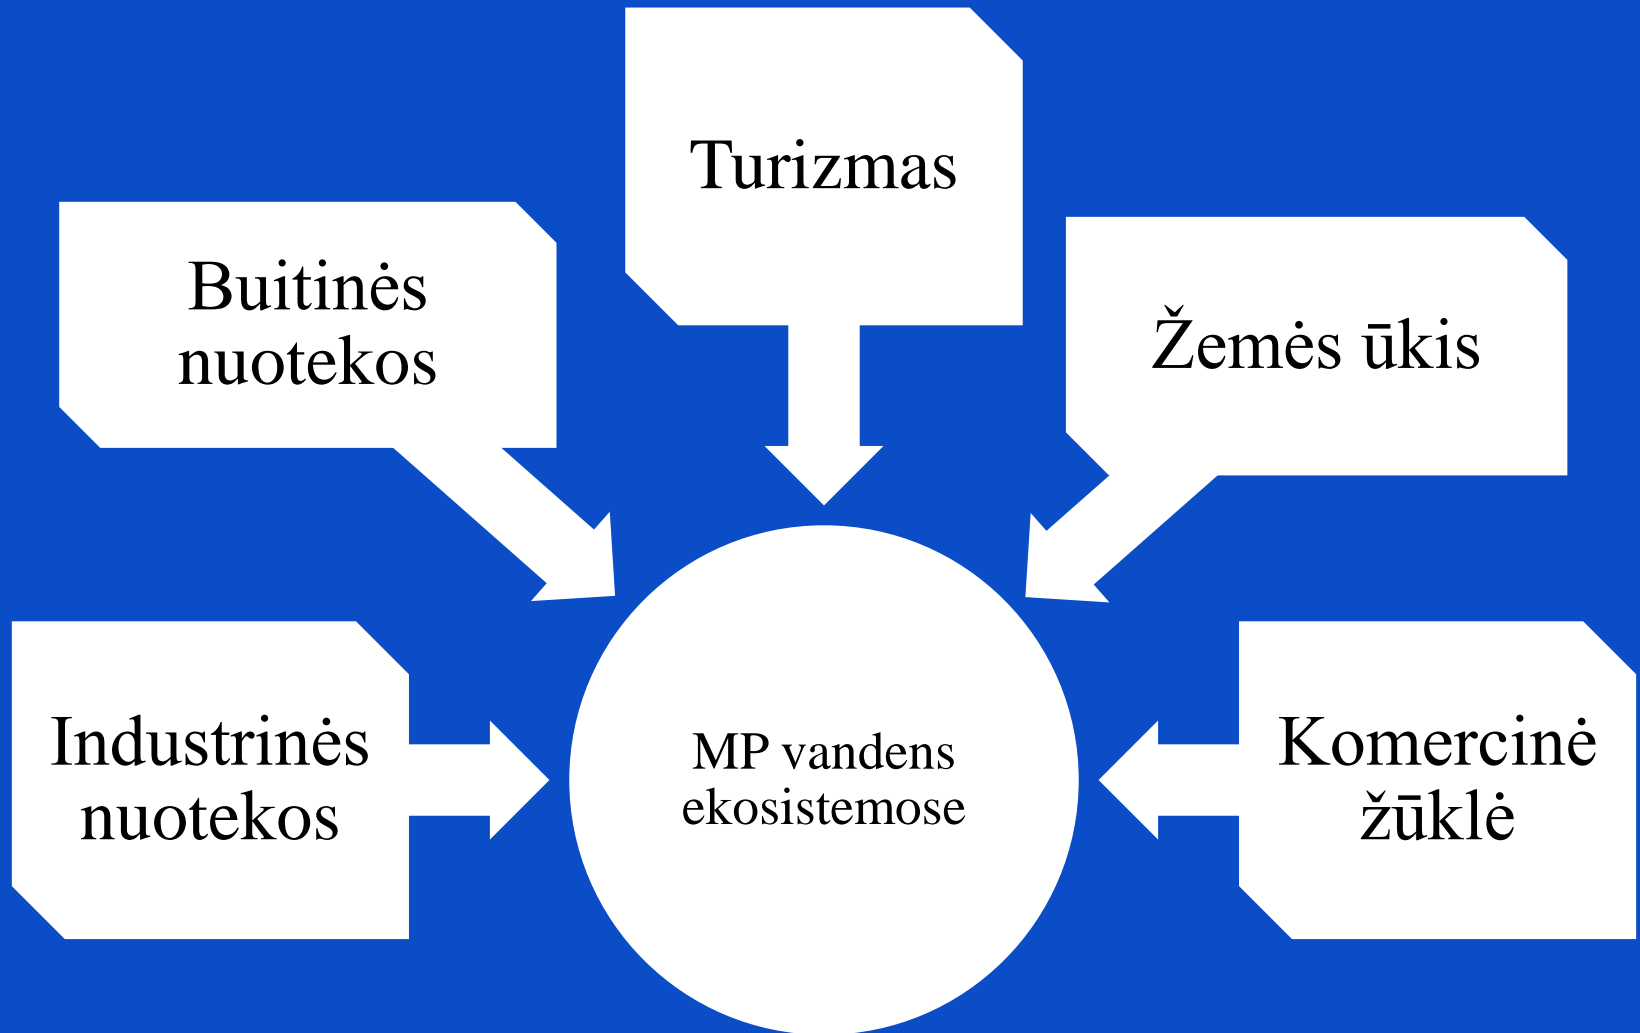 Turizmas
Buitinės
nuotekos
Žemės ūkis
Industrinės
nuotekos
MP vandens
ekosistemose
Komercinė
žūklė